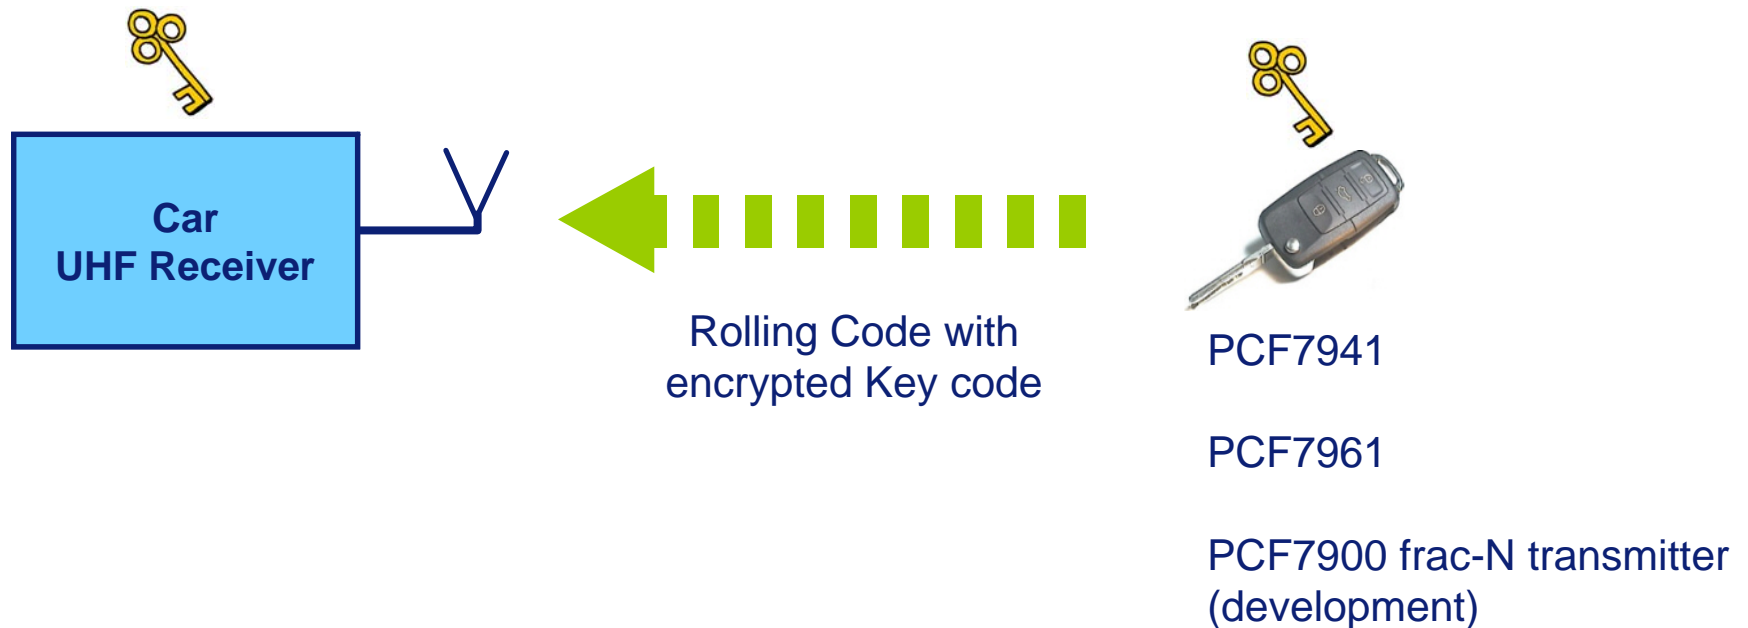 Car
UHF Receiver
Rolling Code with
encrypted Key code
PCF7941
PCF7961
PCF7900 frac-N transmitter
(development)